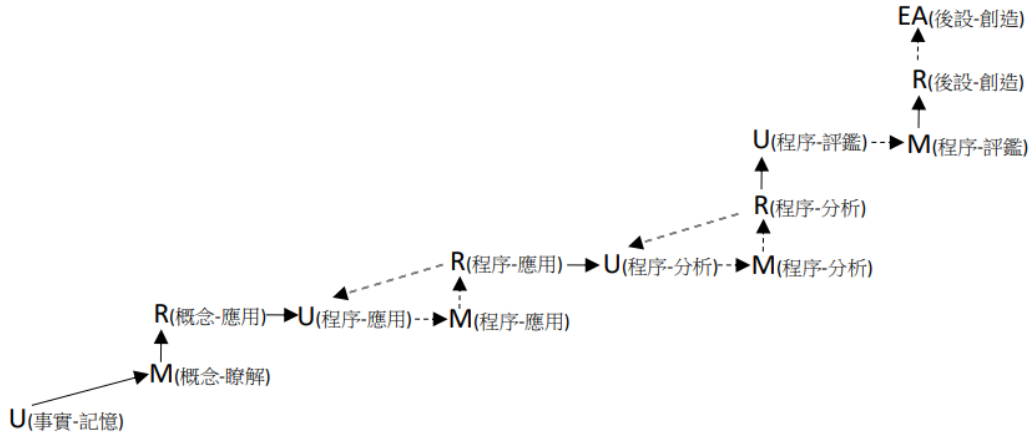 EA(後設-創造)
R(後設-創造)
U(程序-評鑑)
M(程序-評鑑)
R(程序-分析)
R(程序-應用)
U(程序-分析)
M(程序-分析)
R(概念-應用)
U(程序-應用)
M(程序-應用)
M(概念-瞭解)
U(事實-記憶)